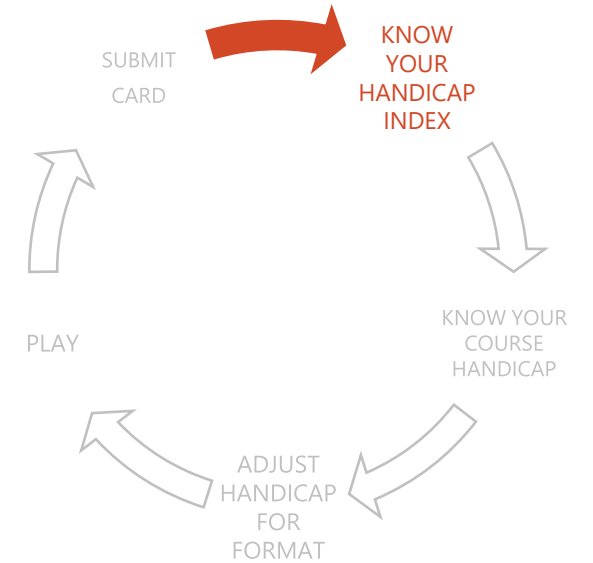 SUBMIT
CARD
KNOW
YOUR
HANDICAP
INDEX
KNOW YOUR
COURSE
HANDICAP
ADJUST
HANDICAP
FOR
FORMAT
PLAY